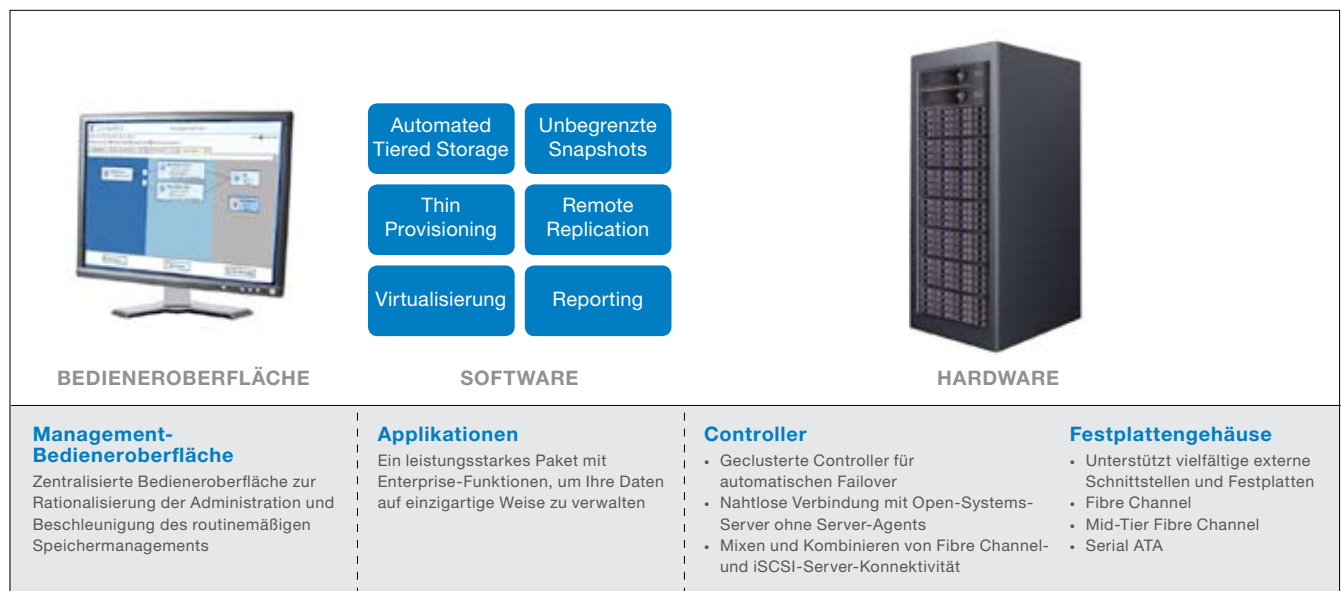 Automated
Tiered Storage
Unbegrenzte
Snapshots
Thin
Provisioning
Remote
Replication
Virtualisierung
Reporting
BEDIENEROBERFLÄCHE
SOFTWARE
HARDWARE
Management-
Bedieneroberfläche
Zentralisierte Bedieneroberfläche zur
Rationalisierung der Administration und
Beschleunigung des routinemäßigen
Speichermanagements
Applikationen
Ein leistungsstarkes Paket mit
Enterprise-Funktionen, um Ihre Daten
auf einzigartige Weise zu verwalten
Controller
• Geclusterte Controller für
automatischen Failover
• Nahtlose Verbindung mit Open-Systems-
Server ohne Server-Agents
• Mixen und Kombinieren von Fibre Channel-
und iSCSI-Server-Konnektivität
Festplattengehäuse
• Unterstützt vielfältige externe
Schnittstellen und Festplatten
• Fibre Channel
• Mid-Tier Fibre Channel
• Serial ATA